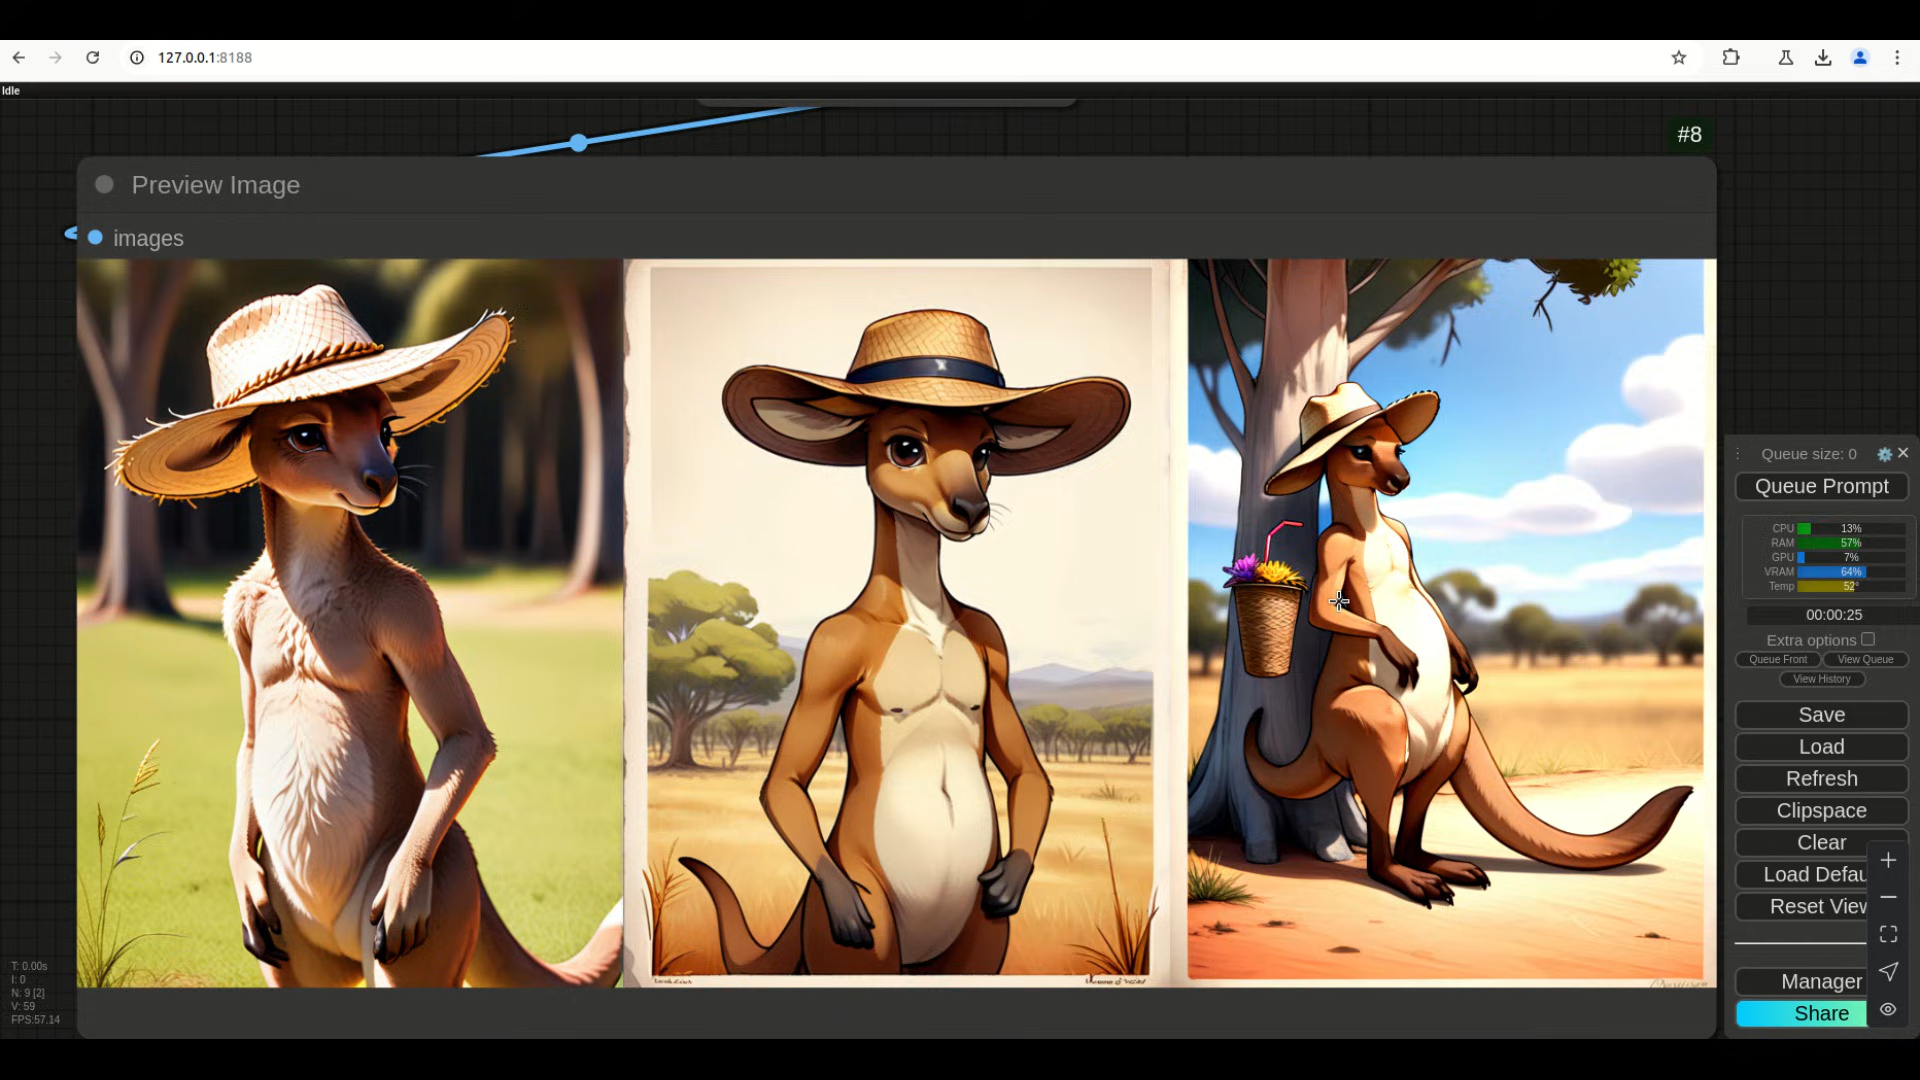 127.0.0.1:8188
Idle
#8
Preview Image
images
Queue size: 0
Queue Prompt
CPU 13%
RAM 57%
GPU 7%
VRAM 64%
Temp 52°
00:00:25
Extra options
Queue Front View Queue
View History
Save
Load
Refresh
Clipspace
Clear
Load Defau
Reset View
Manager
Share
T: 0.00s
I: 0
N: 9 [2]
V: 59
FPS:57.14